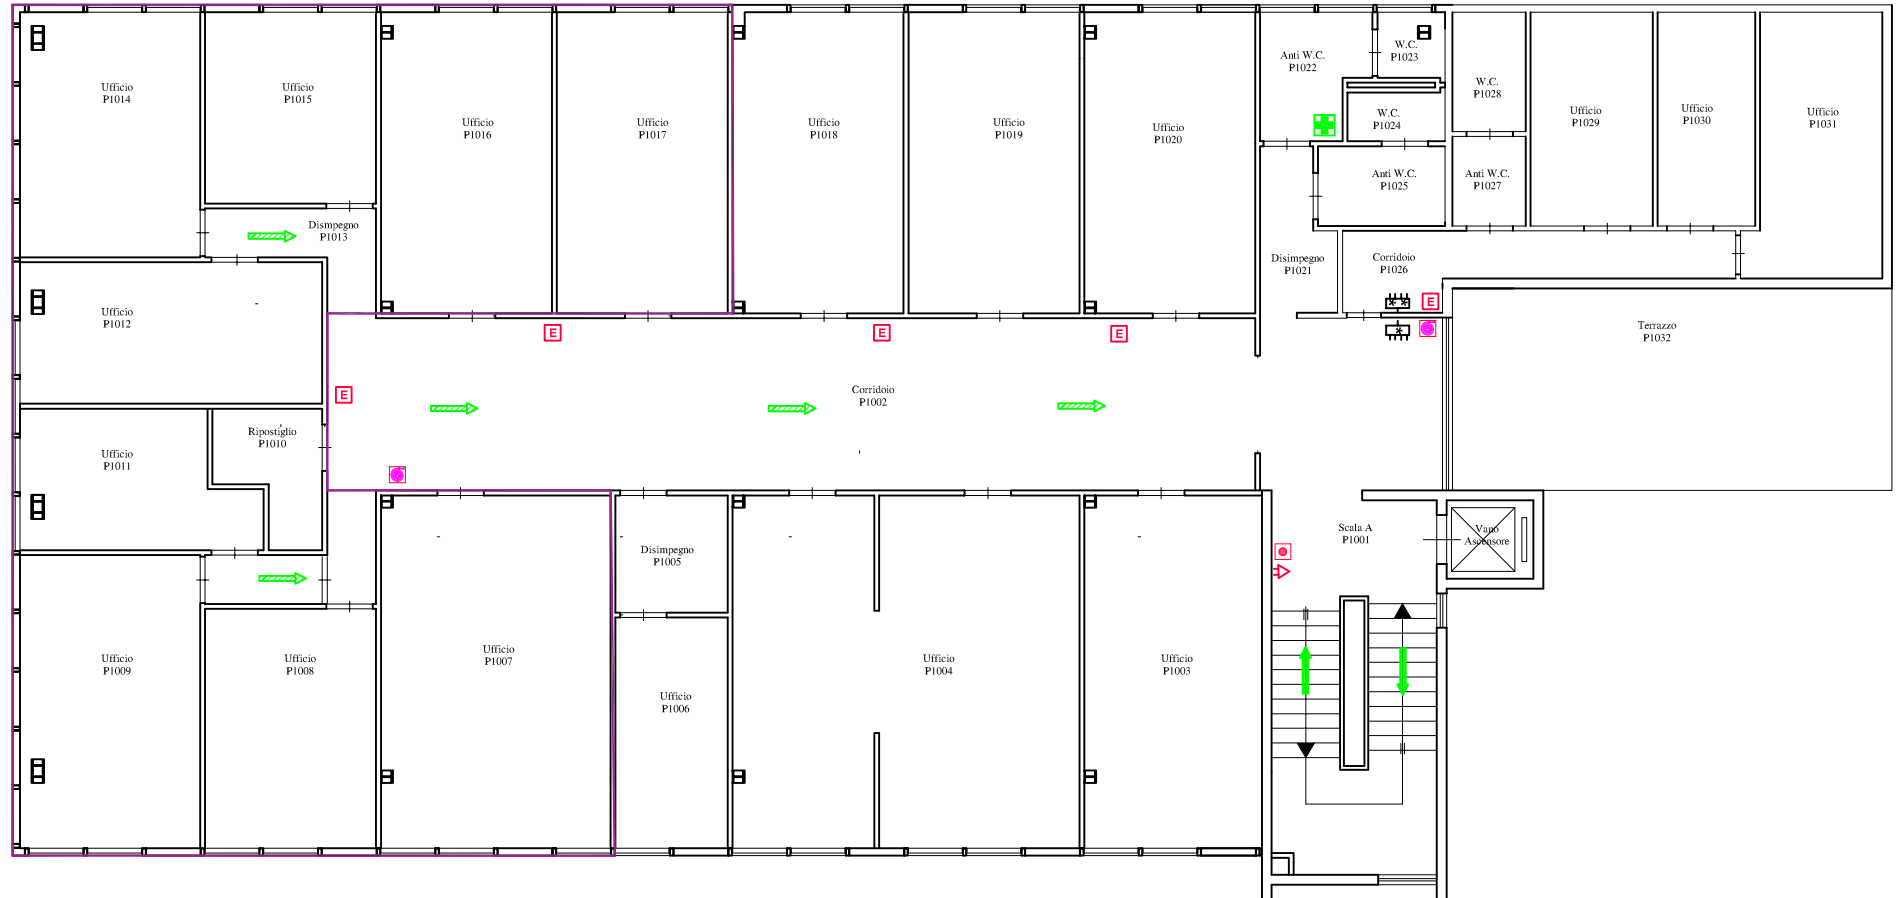 Ufficio
P1014
Ufficio
P1015
Ufficio
P1016
Ufficio
P1017
Ufficio
P1018
Ufficio
P1019
Ufficio
P1020
Anti W.C.
P1022
W.C.
P1023
W.C.
P1024
Anti W.C.
P1025
W.C.
P1028
Anti W.C.
P1027
Ufficio
P1029
Ufficio
P1030
Ufficio
P1031
Dismpegno
P1013
Disimpegno
P1021
Corridoio
P1026
E
Ufficio
P1012
E
E
E
Terrazzo
P1032
E
Corridoio
P1002
Ripostiglio
P1010
Ufficio
P1011
Scala A
P1001
Vano
Ascensore
Disimpegno
P1005
Ufficio
P1009
Ufficio
P1008
Ufficio
P1007
Ufficio
P1006
Ufficio
P1004
Ufficio
P1003